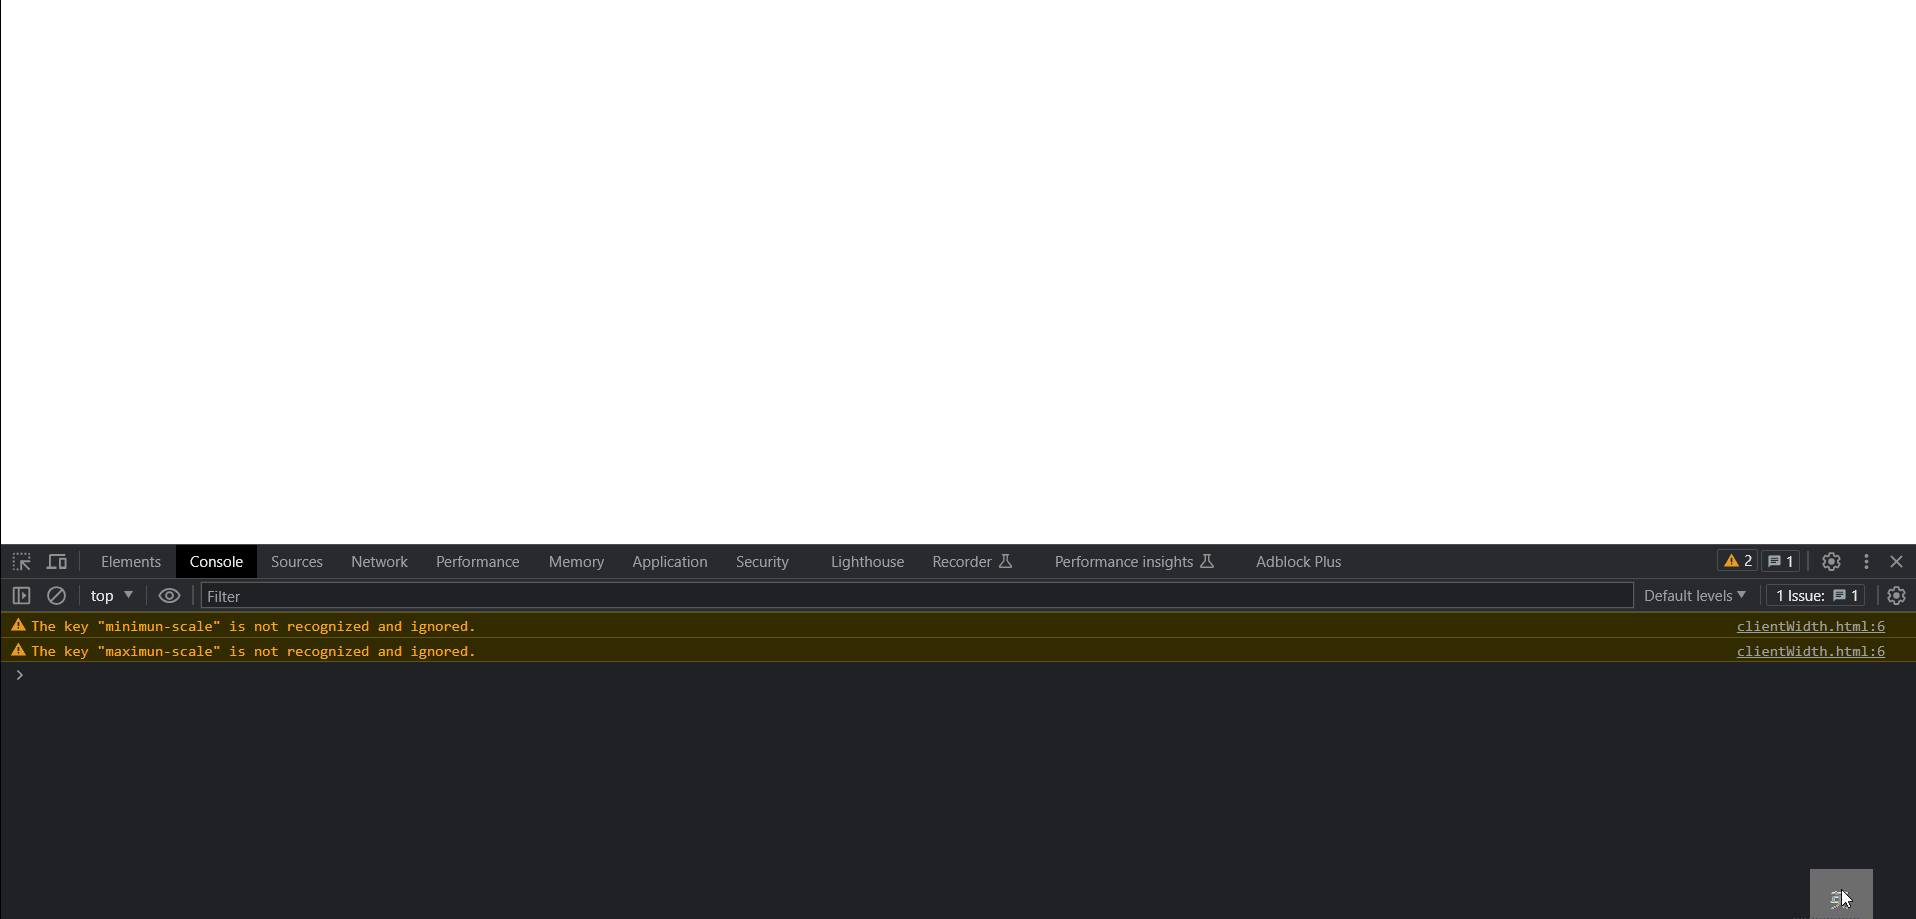 Elements Console Sources Network Performance Memory Application Security Lighthouse Recorder Performance insights Adblock Plus 2 1
top Filter Default levels 1 Issue: 1
The key "minimun-scale" is not recognized and ignored. clientWidth.html:6
The key "maximun-scale" is not recognized and ignored. clientWidth.html:6